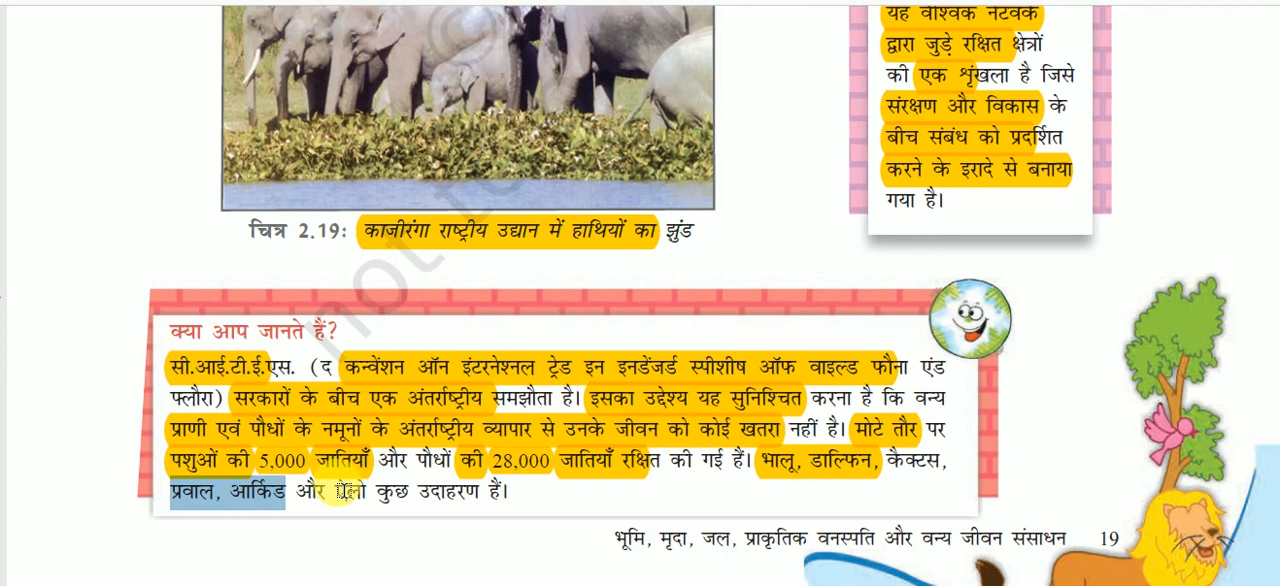 यह वैश्विक नेटवर्क
द्वारा जुड़े रक्षित क्षेत्रों
की एक शृंखला है जिसे
संरक्षण और विकास के
बीच संबंध को प्रदर्शित
करने के इरादे से बनाया
गया है।
चित्र 2.19: काजीरंगा राष्ट्रीय उद्यान में हाथियों का झुंड
not to
क्या आप जानते हैं?
सी.आई.टी.ई.एस. (द कन्वेंशन ऑन इंटरनेश्नल ट्रेड इन इनडेंजर्ड स्पीशीष ऑफ वाइल्ड फौना एंड
फ्लौरा) सरकारों के बीच एक अंतर्राष्ट्रीय समझौता है। इसका उद्देश्य यह सुनिश्चित करना है कि वन्य
प्राणी एवं पौधों के नमूनों के अंतर्राष्ट्रीय व्यापार से उनके जीवन को कोई खतरा नहीं है। मोटे तौर पर
पशुओं की 5,000 जातियाँ और पौधों की 28,000 जातियाँ रक्षित की गई हैं। भालू, डाल्फिन, कैक्टस,
प्रवाल, आर्किड और कुछ उदाहरण हैं।
भूमि, मृदा, जल, प्राकृतिक वनस्पति और वन्य जीवन संसाधन 19